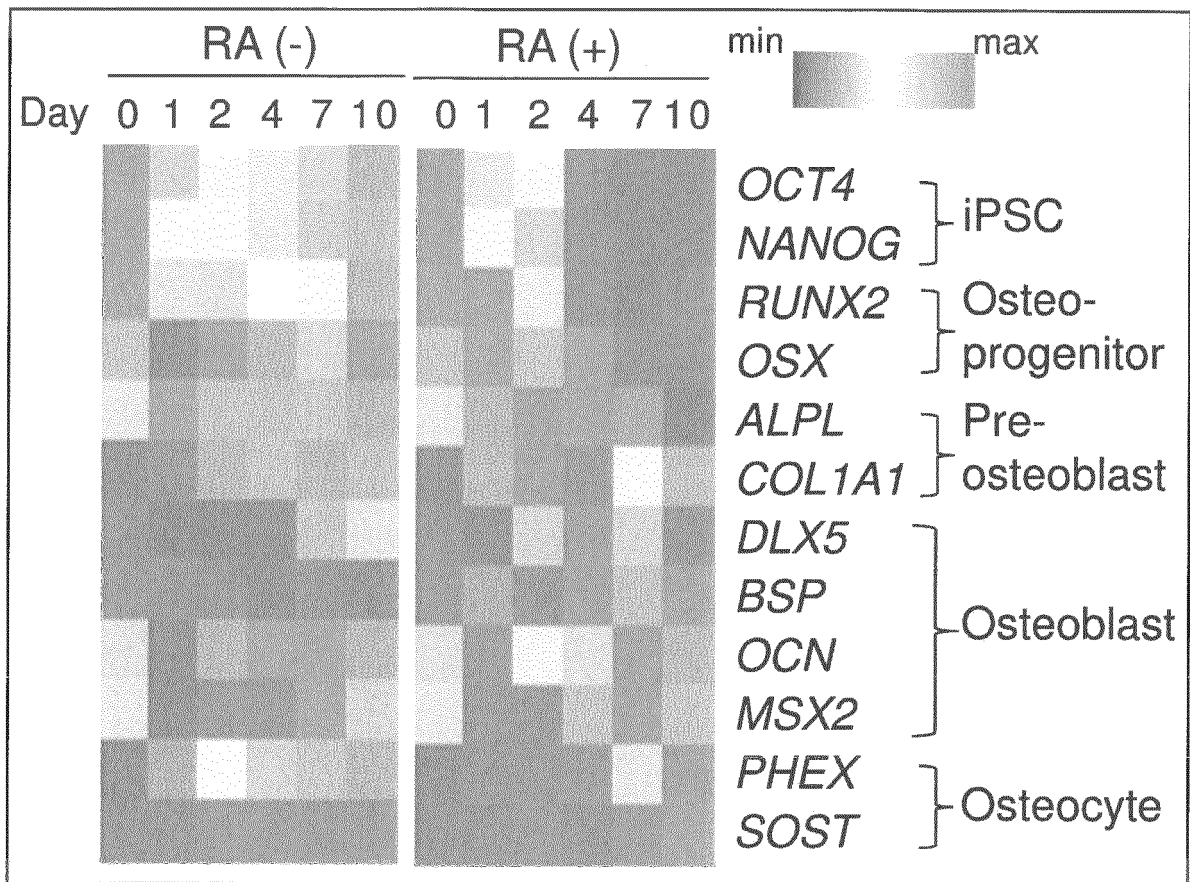 RA (-) RA (+) min max
Day 0 1 2 4 7 10 0 1 2 4 7 10
OCT4
NANOG
iPSC
RUNX2
OSX
Osteo-
progenitor
ALPL
COL1A1
Pre-
osteoblast
DLX5
BSP
OCN
MSX2
Osteoblast
PHEX
SOST
Osteocyte